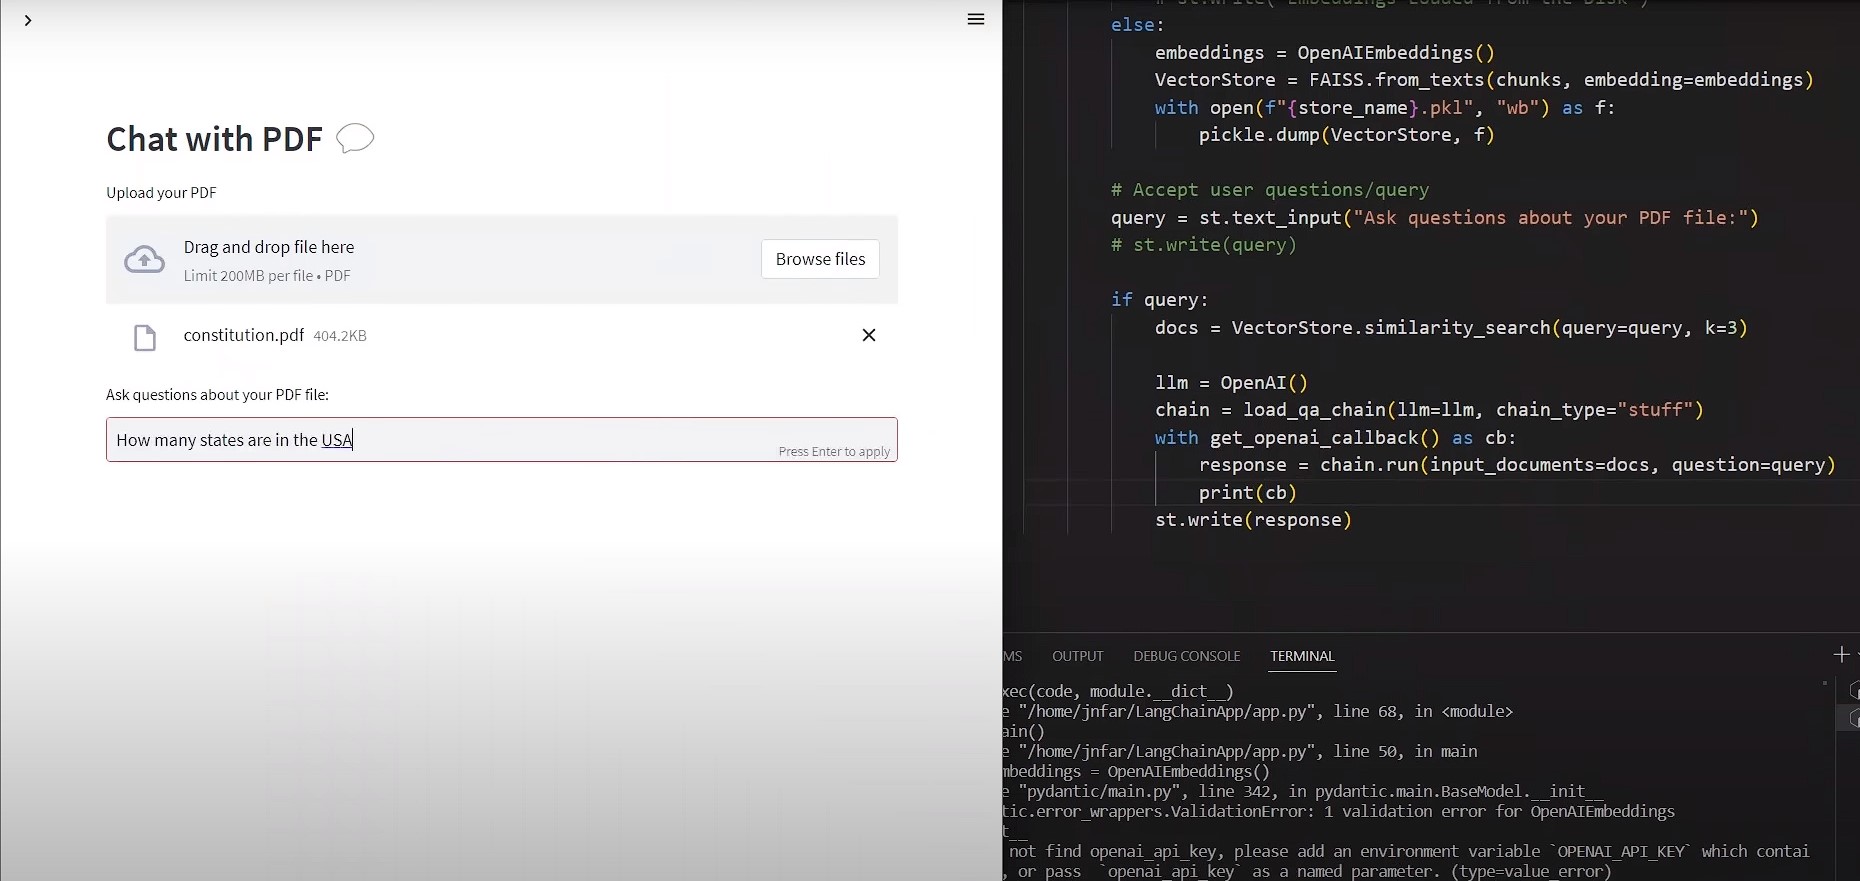 Chat with PDF
Upload your PDF
Drag and drop file here
Limit 200MB per file • PDF
Browse files
constitution.pdf 404.2KB
Ask questions about your PDF file:
How many states are in the USA
Press Enter to apply
# st.write("Embeddings Loaded from the Disk")
else:
embeddings = OpenAIEmbeddings()
VectorStore = FAISS.from_texts(chunks, embedding=embeddings)
with open(f"{store_name}.pkl", "wb") as f:
pickle.dump(VectorStore, f)
# Accept user questions/query
query = st.text_input("Ask questions about your PDF file:")
# st.write(query)
if query:
docs = VectorStore.similarity_search(query=query, k=3)
llm = OpenAI()
chain = load_qa_chain(llm=llm, chain_type="stuff")
with get_openai_callback() as cb:
response = chain.run(input_documents=docs, question=query)
print(cb)
st.write(response)
MS OUTPUT DEBUG CONSOLE TERMINAL
xec(code, module.__dict__)
e "/home/jnfar/LangChainApp/app.py", line 68, in <module>
ain()
e "/home/jnfar/LangChainApp/app.py", line 50, in main
mbeddings = OpenAIEmbeddings()
e "pydantic/main.py", line 342, in pydantic.main.BaseModel.__init__
tic.error_wrappers.ValidationError: 1 validation error for OpenAIEmbeddings
t__
not find openai_api_key, please add an environment variable `OPENAI_API_KEY` which contai
, or pass `openai_api_key` as a named parameter. (type=value_error)